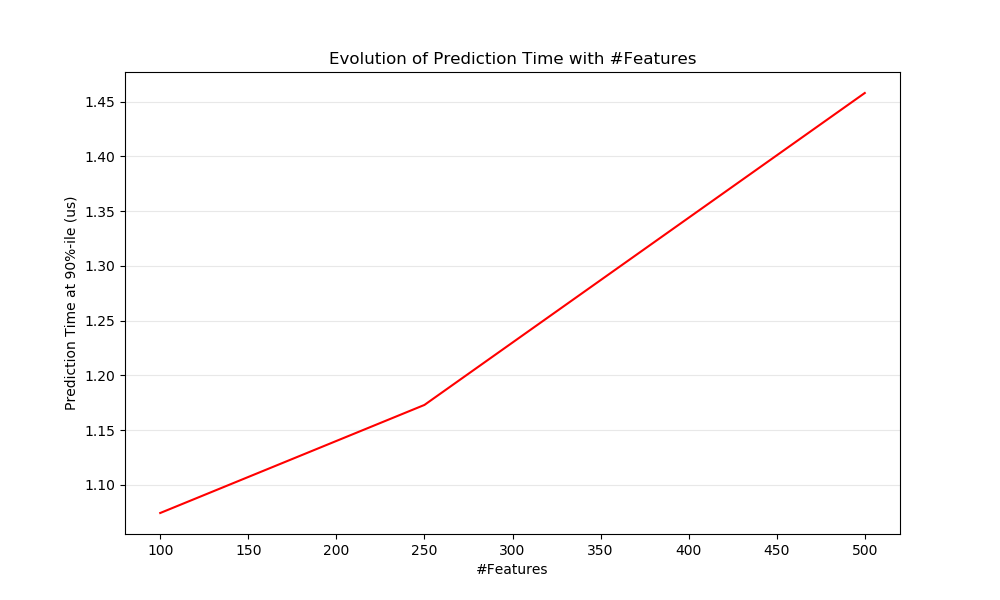 Evolution of Prediction Time with #Features
Prediction Time at 90%-ile (us)
1.45
1.40
1.35
1.30
1.25
1.20
1.15
1.10
100 150 200 250 300 350 400 450 500
#Features